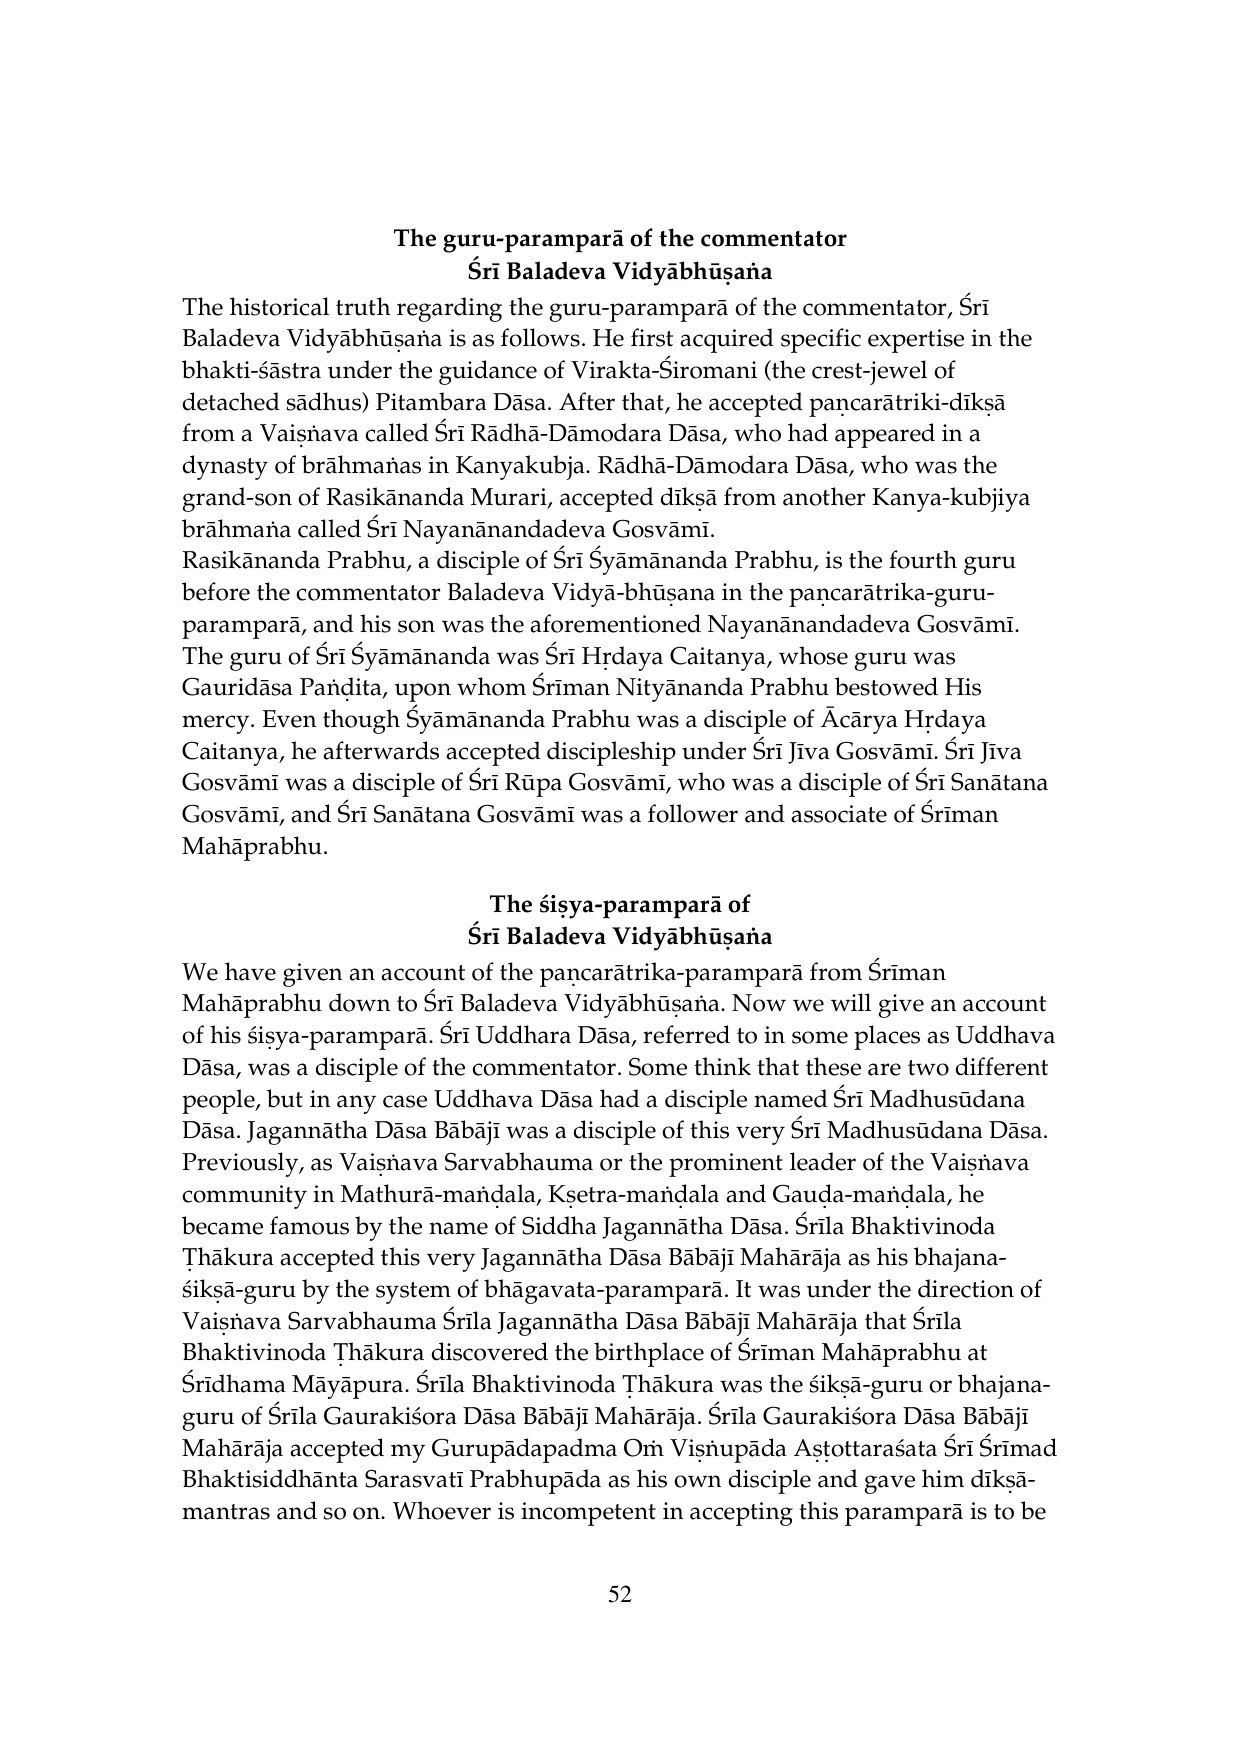 The guru-paramparā of the commentator
Śrī Baladeva Vidyābhūṣaṅa
The historical truth regarding the guru-paramparā of the commentator, Śrī
Baladeva Vidyābhūṣaṅa is as follows. He first acquired specific expertise in the
bhakti-śāstra under the guidance of Virakta-Śiromani (the crest-jewel of
detached sādhus) Pitambara Dāsa. After that, he accepted paṇcarātriki-dīkṣā
from a Vaiṣṅava called Śrī Rādhā-Dāmodara Dāsa, who had appeared in a
dynasty of brāhmaṅas in Kanyakubja. Rādhā-Dāmodara Dāsa, who was the
grand-son of Rasikānanda Murari, accepted dīkṣā from another Kanya-kubjiya
brāhmaṅa called Śrī Nayanānandadeva Gosvāmī.
Rasikānanda Prabhu, a disciple of Śrī Śyāmānanda Prabhu, is the fourth guru
before the commentator Baladeva Vidyā-bhūṣana in the paṇcarātrika-guru-
paramparā, and his son was the aforementioned Nayanānandadeva Gosvāmī.
The guru of Śrī Śyāmānanda was Śrī Hṛdaya Caitanya, whose guru was
Gauridāsa Paṅḍita, upon whom Śrīman Nityānanda Prabhu bestowed His
mercy. Even though Śyāmānanda Prabhu was a disciple of Ācārya Hṛdaya
Caitanya, he afterwards accepted discipleship under Śrī Jīva Gosvāmī. Śrī Jīva
Gosvāmī was a disciple of Śrī Rūpa Gosvāmī, who was a disciple of Śrī Sanātana
Gosvāmī, and Śrī Sanātana Gosvāmī was a follower and associate of Śrīman
Mahāprabhu.
The śiṣya-paramparā of
Śrī Baladeva Vidyābhūṣaṅa
We have given an account of the paṇcarātrika-paramparā from Śrīman
Mahāprabhu down to Śrī Baladeva Vidyābhūṣaṅa. Now we will give an account
of his śiṣya-paramparā. Śrī Uddhara Dāsa, referred to in some places as Uddhava
Dāsa, was a disciple of the commentator. Some think that these are two different
people, but in any case Uddhava Dāsa had a disciple named Śrī Madhusūdana
Dāsa. Jagannātha Dāsa Bābājī was a disciple of this very Śrī Madhusūdana Dāsa.
Previously, as Vaiṣṅava Sarvabhauma or the prominent leader of the Vaiṣṅava
community in Mathurā-maṅḍala, Kṣetra-maṅḍala and Gauḍa-maṅḍala, he
became famous by the name of Siddha Jagannātha Dāsa. Śrīla Bhaktivinoda
Ṭhākura accepted this very Jagannātha Dāsa Bābājī Mahārāja as his bhajana-
śikṣā-guru by the system of bhāgavata-paramparā. It was under the direction of
Vaiṣṅava Sarvabhauma Śrīla Jagannātha Dāsa Bābājī Mahārāja that Śrīla
Bhaktivinoda Ṭhākura discovered the birthplace of Śrīman Mahāprabhu at
Śrīdhama Māyāpura. Śrīla Bhaktivinoda Ṭhākura was the śikṣā-guru or bhajana-
guru of Śrīla Gaurakiśora Dāsa Bābājī Mahārāja. Śrīla Gaurakiśora Dāsa Bābājī
Mahārāja accepted my Gurupādapadma Oṁ Viṣṅupāda Aṣṭottaraśata Śrī Śrīmad
Bhaktisiddhānta Sarasvatī Prabhupāda as his own disciple and gave him dīkṣā-
mantras and so on. Whoever is incompetent in accepting this paramparā is to be
52